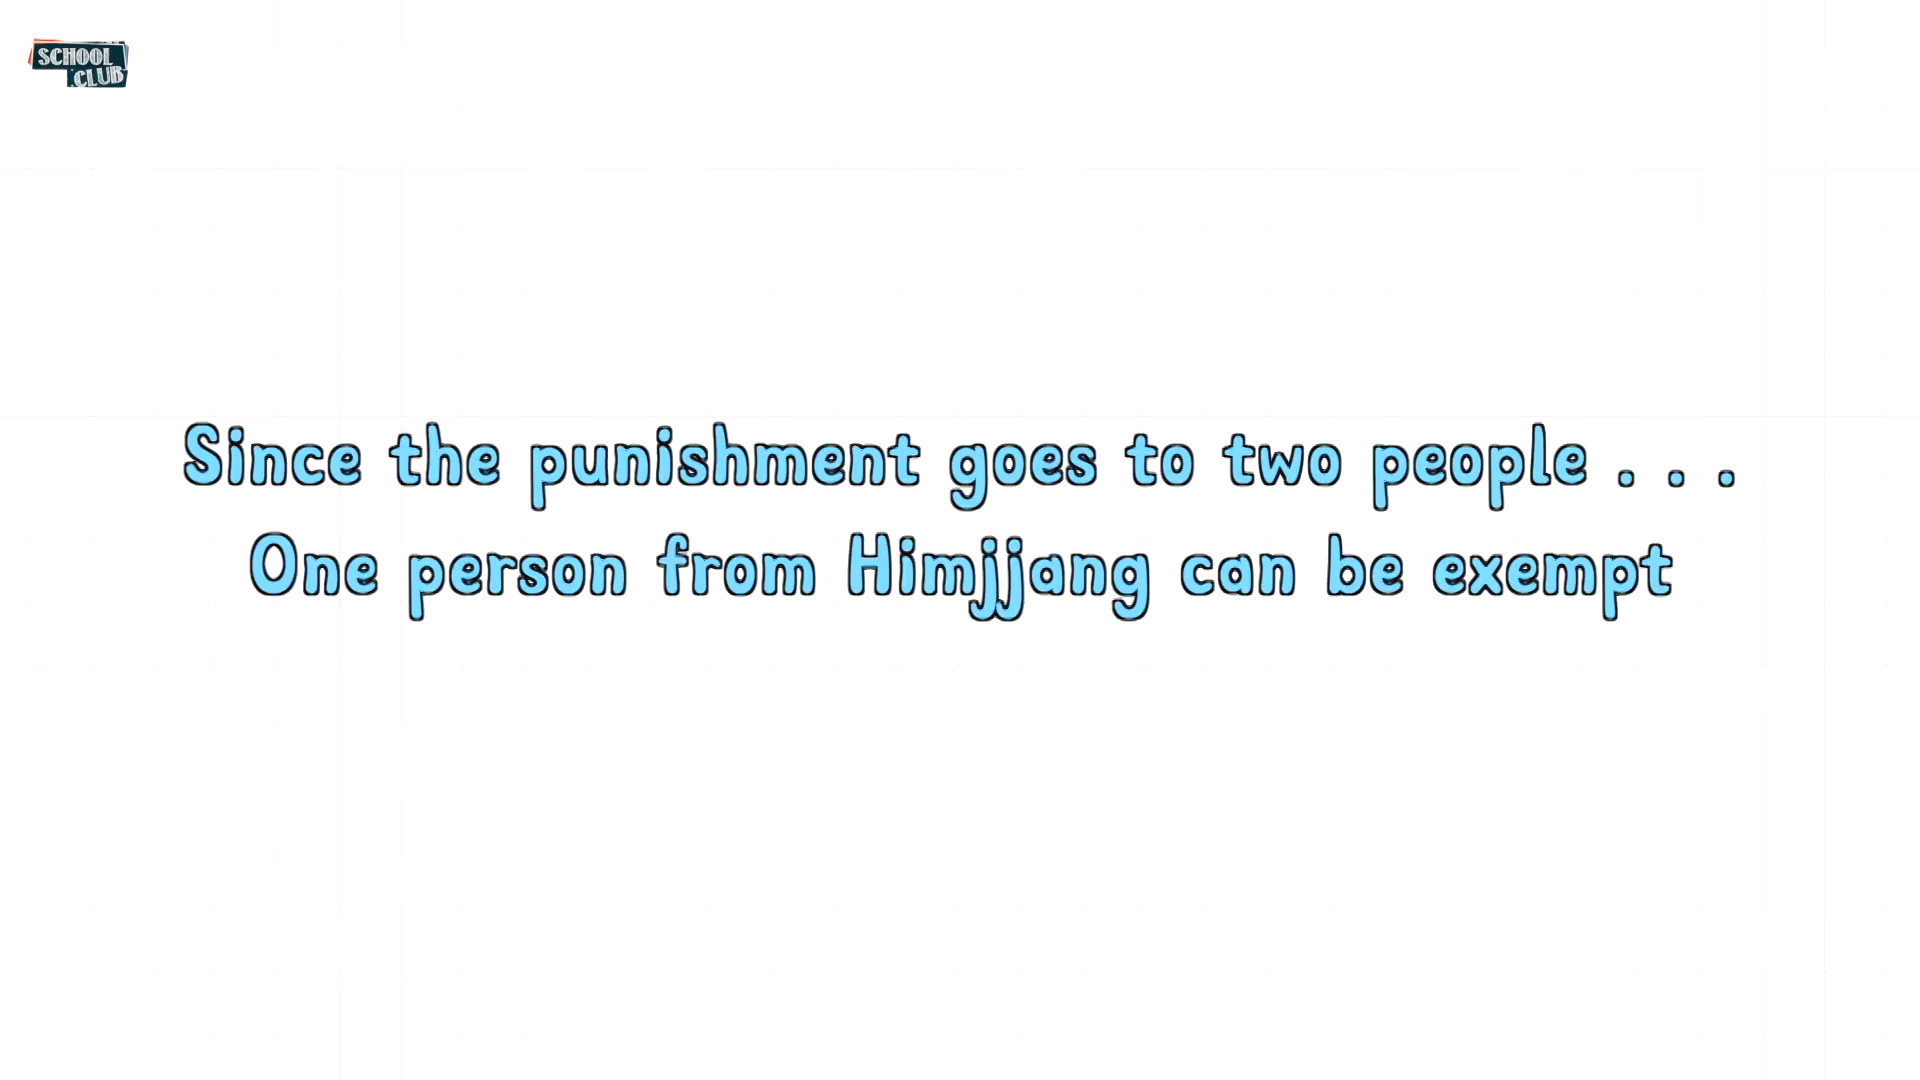 SCHOOL
CLUB
Since the punishment goes to two people . . .
One person from Himjjang can be exempt